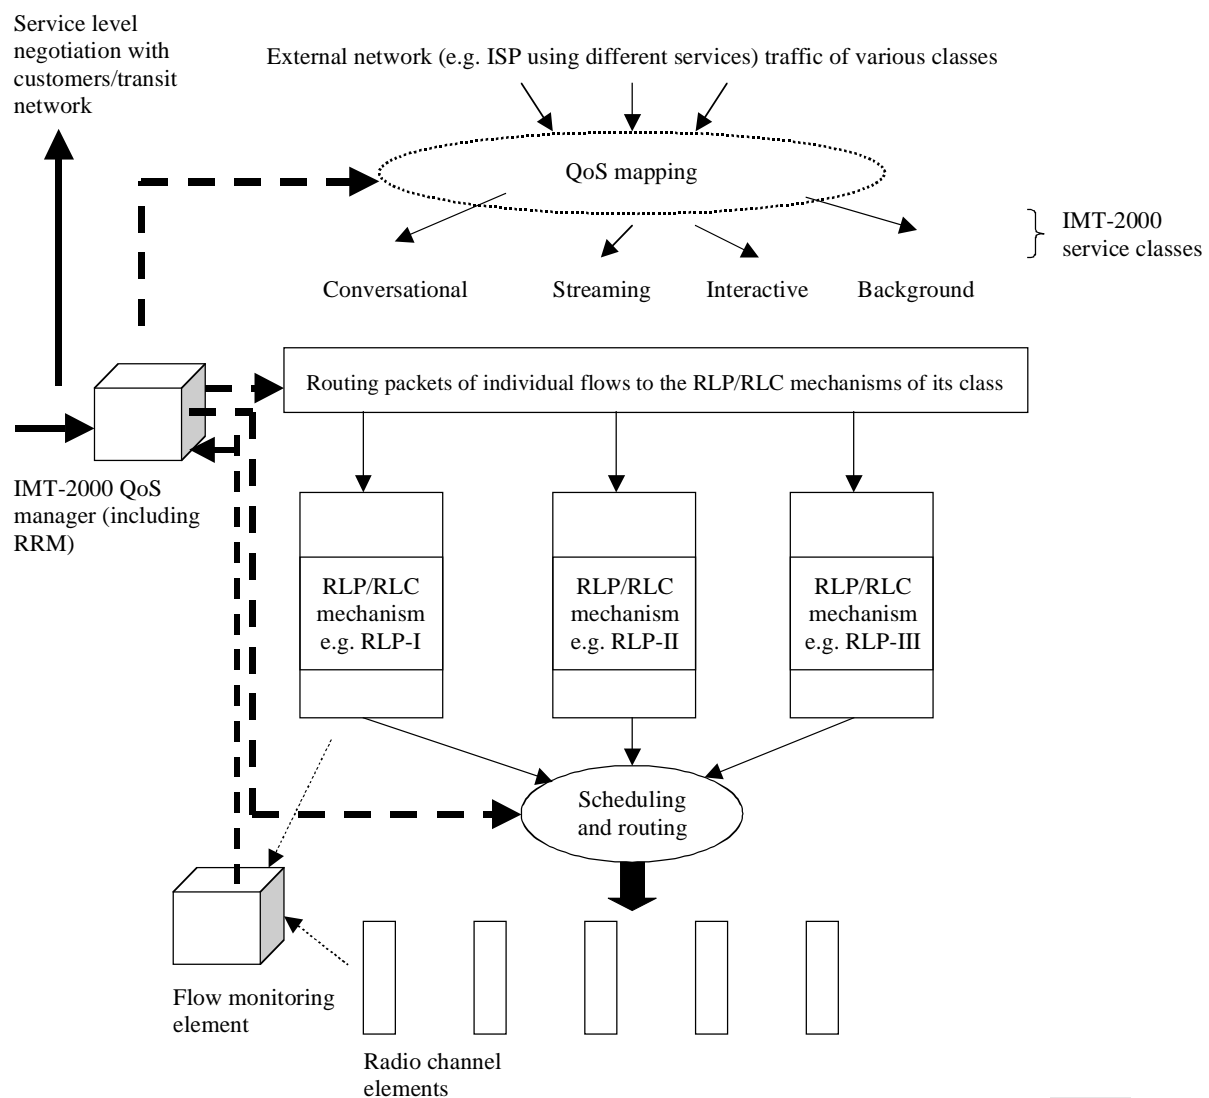 Service level
negotiation with
customers/transit
network
External network (e.g. ISP using different services) traffic of various classes
QoS mapping
IMT-2000
service classes
Conversational
Streaming
Interactive
Background
Routing packets of individual flows to the RLP/RLC mechanisms of its class
IMT-2000 QoS
manager (including
RRM)
RLP/RLC
mechanism
e.g. RLP-I
RLP/RLC
mechanism
e.g. RLP-II
RLP/RLC
mechanism
e.g. RLP-III
Scheduling
and routing
Flow monitoring
element
Radio channel
elements